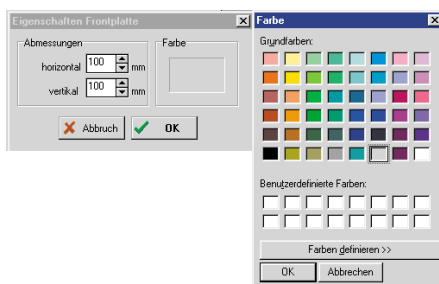 Eigenschaften Frontplatte
Abmessungen
horizontal 100 mm
vertikal 100 mm
Farbe
Abbruch
OK
Farbe
Grundfarben:
Benutzerdefinierte Farben:
Farben definieren >>
OK
Abbrechen